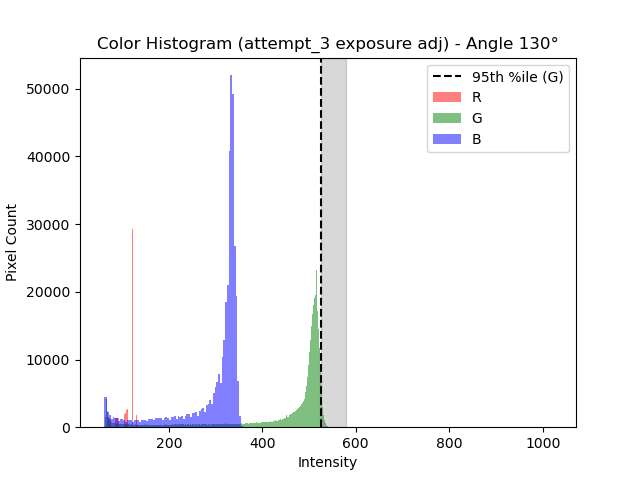 Color Histogram (attempt_3 exposure adj) - Angle 130°
95th %ile (G)
R
G
B
Pixel Count
50000
40000
30000
20000
10000
0
200 400 600 800 1000
Intensity